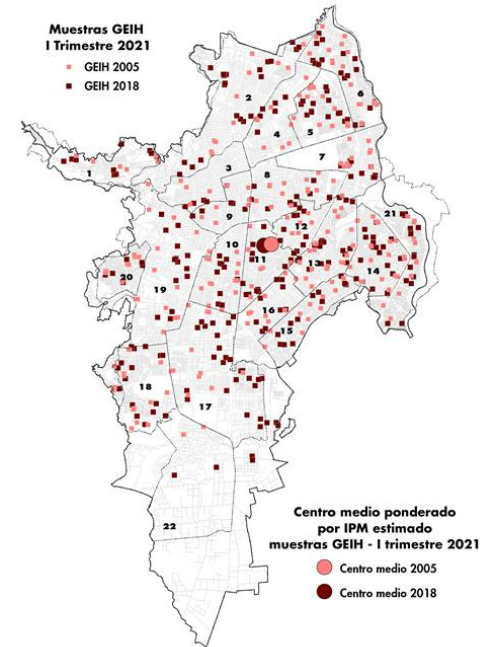 Muestras GEIH
I Trimestre 2021
GEIH 2005
GEIH 2018
6
2
4
5
7
3
8
1
9
21
12
10
11
13
14
20
19
16
15
18
17
22
Centro medio ponderado
por IPM estimado
muestras GEIH - I trimestre 2021
Centro medio 2005
Centro medio 2018